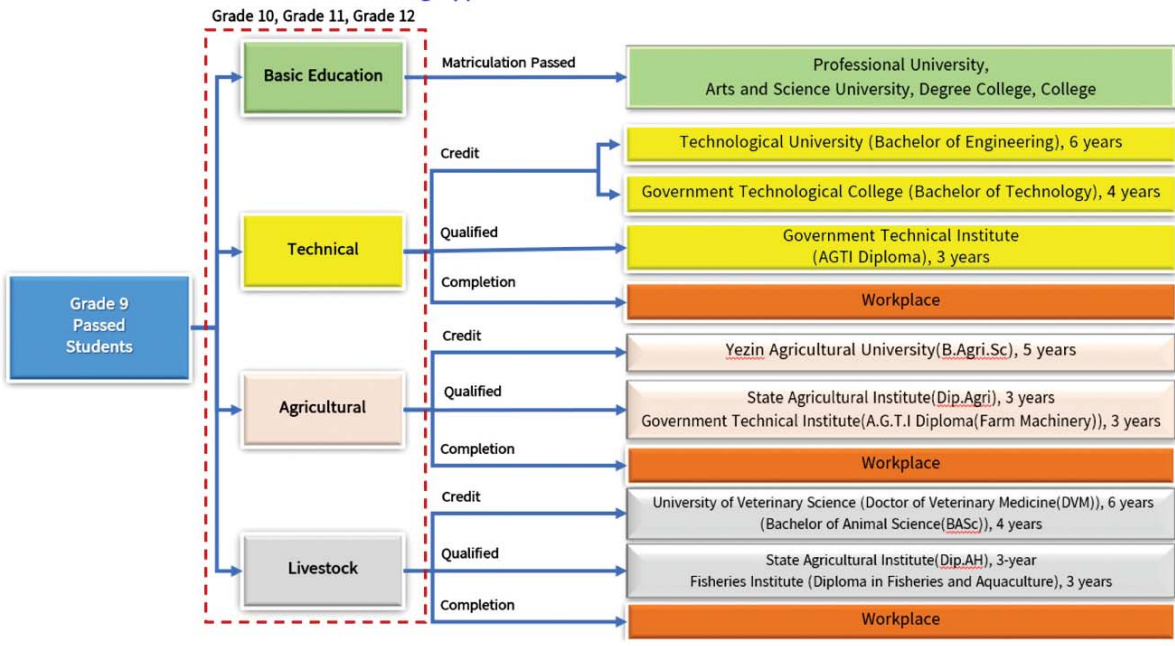 Grade 10, Grade 11, Grade 12
Grade 9
Passed
Students
Basic Education
Matriculation Passed
Professional University,
Arts and Science University, Degree College, College
Technical
Credit
Technological University (Bachelor of Engineering), 6 years
Government Technological College (Bachelor of Technology), 4 years
Qualified
Government Technical Institute
(AGTI Diploma), 3 years
Completion
Workplace
Agricultural
Credit
Yezin Agricultural University(B.Agri.Sc), 5 years
Qualified
State Agricultural Institute(Dip.Agri), 3 years
Government Technical Institute(A.G.T.I Diploma(Farm Machinery)), 3 years
Completion
Workplace
Livestock
Credit
University of Veterinary Science (Doctor of Veterinary Medicine(DVM)), 6 years
(Bachelor of Animal Science(BASc)), 4 years
Qualified
State Agricultural Institute(Dip.AH), 3-year
Fisheries Institute (Diploma in Fisheries and Aquaculture), 3 years
Completion
Workplace